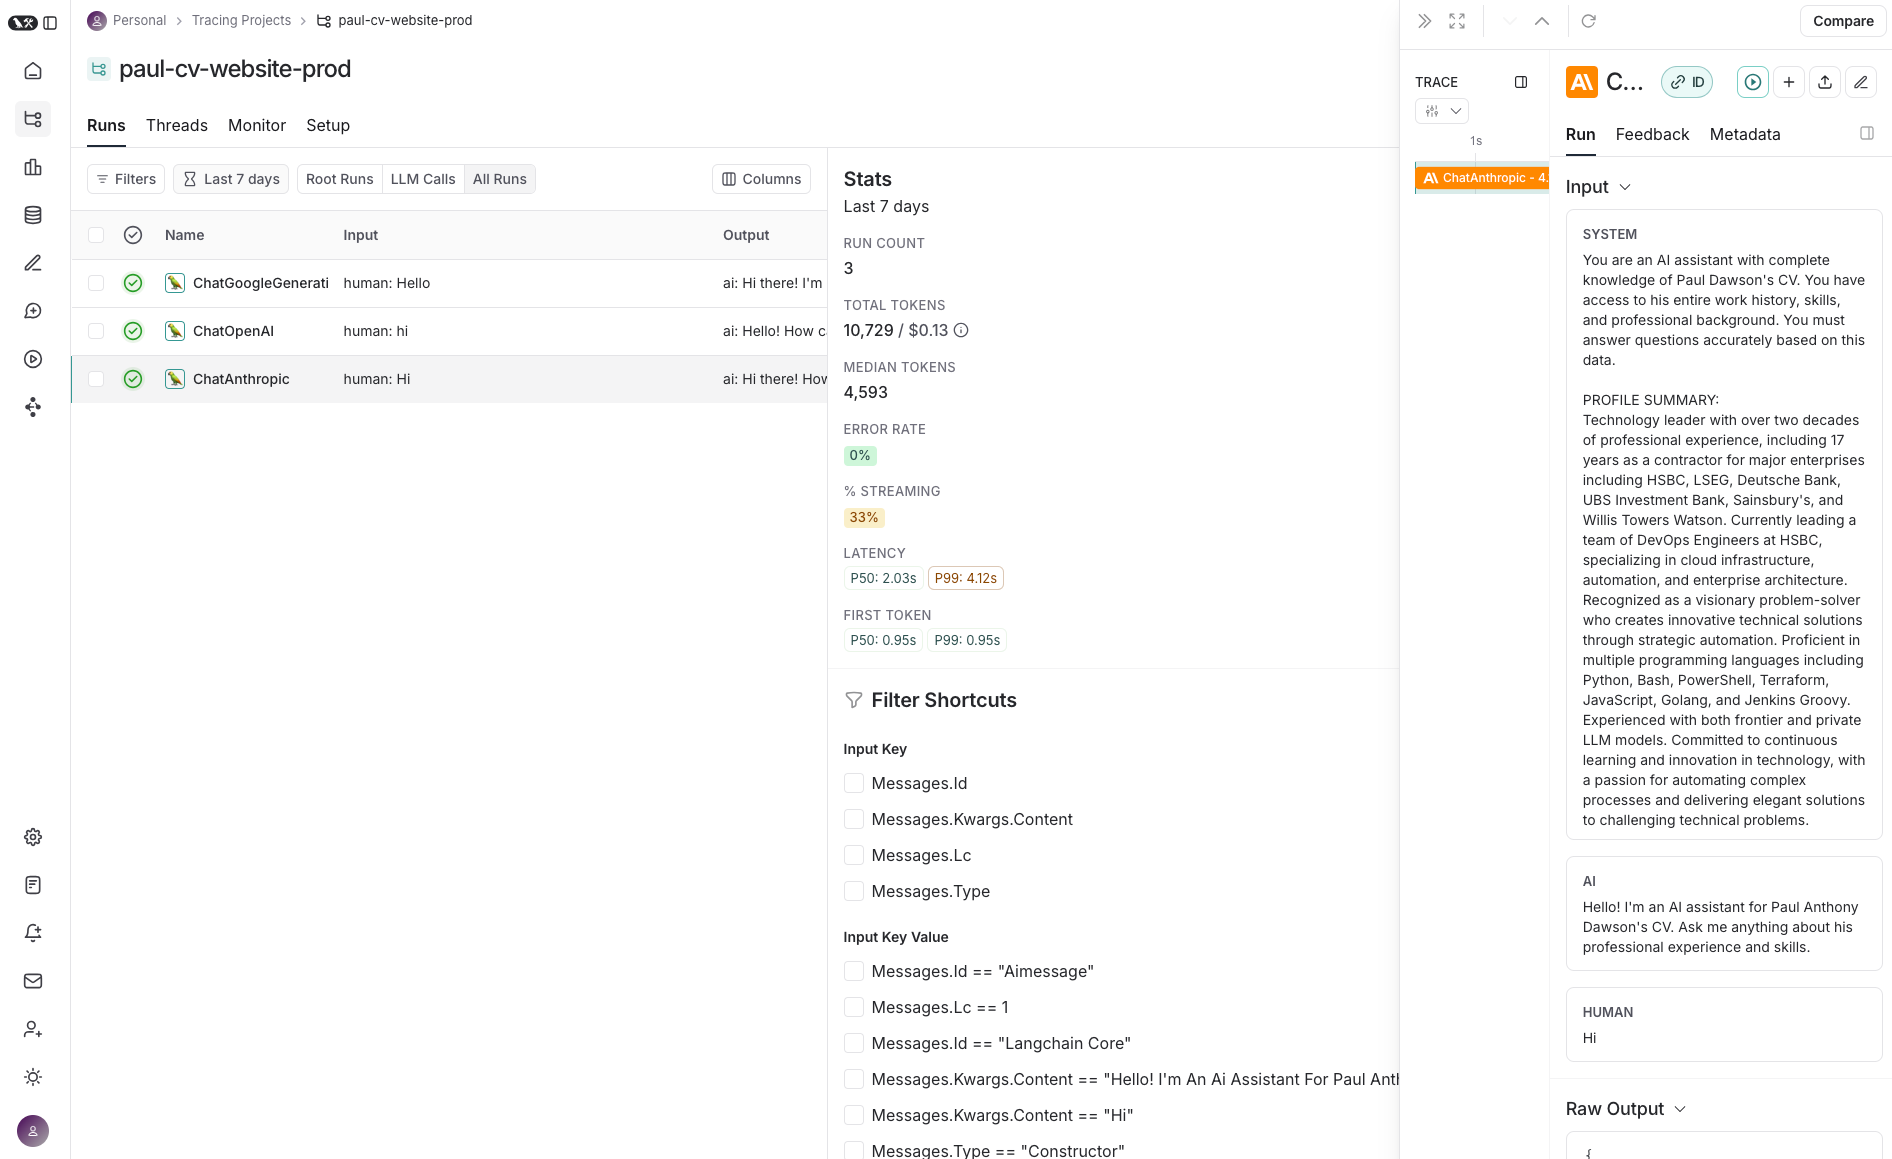 Personal
Tracing Projects
paul-cv-website-prod
paul-cv-website-prod
Runs
Threads
Monitor
Setup
Filters
Last 7 days
Root Runs
LLM Calls
All Runs
Columns
Name
Input
Output
ChatGoogleGenerati
human: Hello
ai: Hi there! I'm
ChatOpenAI
human: hi
ai: Hello! How c
ChatAnthropic
human: Hi
ai: Hi there! How
Stats
Last 7 days
RUN COUNT
3
TOTAL TOKENS
10,729 / $0.13
MEDIAN TOKENS
4,593
ERROR RATE
0%
% STREAMING
33%
LATENCY
P50: 2.03s
P99: 4.12s
FIRST TOKEN
P50: 0.95s
P99: 0.95s
Filter Shortcuts
Input Key
Messages.Id
Messages.Kwargs.Content
Messages.Lc
Messages.Type
Input Key Value
Messages.Id == "Aimessage"
Messages.Lc == 1
Messages.Id == "Langchain Core"
Messages.Kwargs.Content == "Hello! I'm An Ai Assistant For Paul Anth
Messages.Kwargs.Content == "Hi"
Messages.Type == "Constructor"
Compare
TRACE
1s
ChatAnthropic - 4.
C...
ID
Run
Feedback
Metadata
Input
SYSTEM
You are an AI assistant with complete
knowledge of Paul Dawson's CV. You have
access to his entire work history, skills,
and professional background. You must
answer questions accurately based on this
data.
PROFILE SUMMARY:
Technology leader with over two decades
of professional experience, including 17
years as a contractor for major enterprises
including HSBC, LSEG, Deutsche Bank,
UBS Investment Bank, Sainsbury's, and
Willis Towers Watson. Currently leading a
team of DevOps Engineers at HSBC,
specializing in cloud infrastructure,
automation, and enterprise architecture.
Recognized as a visionary problem-solver
who creates innovative technical solutions
through strategic automation. Proficient in
multiple programming languages including
Python, Bash, PowerShell, Terraform,
JavaScript, Golang, and Jenkins Groovy.
Experienced with both frontier and private
LLM models. Committed to continuous
learning and innovation in technology, with
a passion for automating complex
processes and delivering elegant solutions
to challenging technical problems.
AI
Hello! I'm an AI assistant for Paul Anthony
Dawson's CV. Ask me anything about his
professional experience and skills.
HUMAN
Hi
Raw Output
{